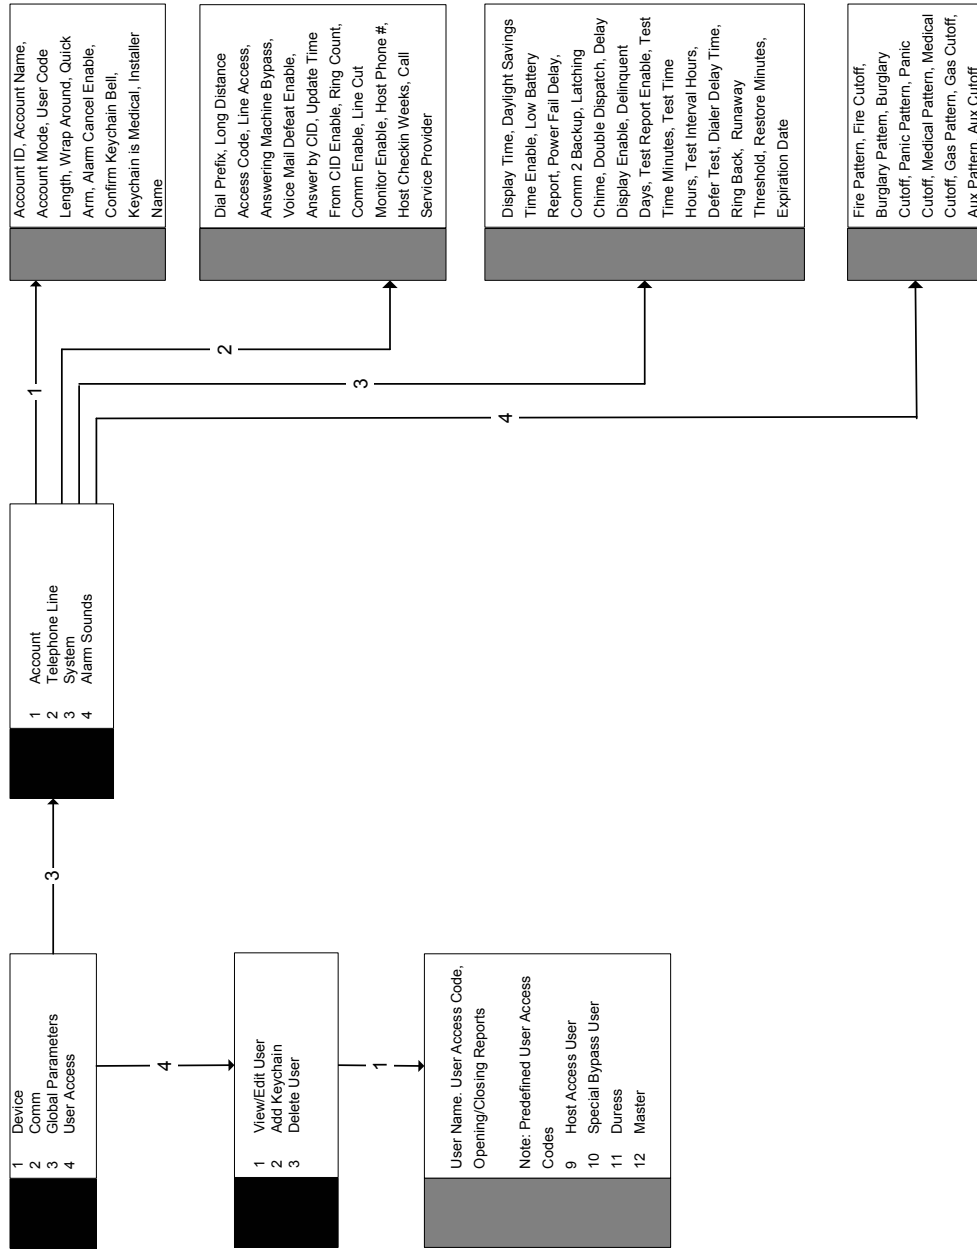 1 Device
2 Comm
3 Global Parameters
4 User Access
3
1 Account
2 Telephone Line
3 System
4 Alarm Sounds
1
Account ID, Account Name,
Account Mode, User Code
Length, Wrap Around, Quick
Arm, Alarm Cancel Enable,
Confirm Keychain Bell,
Keychain is Medical, Installer
Name
2
Dial Prefix, Long Distance
Access Code, Line Access,
Answering Machine Bypass,
Voice Mail Defeat Enable,
Answer by CID, Update Time
From CID Enable, Ring Count,
Comm Enable, Line Cut
Monitor Enable, Host Phone #,
Host Checkin Weeks, Call
Service Provider
3
Display Time, Daylight Savings
Time Enable, Low Battery
Report, Power Fail Delay,
Comm 2 Backup, Latching
Chime, Double Dispatch, Delay
Display Enable, Delinquent
Days, Test Report Enable, Test
Time Minutes, Test Time
Hours, Test Interval Hours,
Defer Test, Dialer Delay Time,
Ring Back, Runaway
Threshold, Restore Minutes,
Expiration Date
4
Fire Pattern, Fire Cutoff,
Burglary Pattern, Burglary
Cutoff, Panic Pattern, Panic
Cutoff, Medical Pattern, Medical
Cutoff, Gas Pattern, Gas Cutoff,
Aux Pattern, Aux Cutoff
4
1 View/Edit User
2 Add Keychain
3 Delete User
1
User Name. User Access Code,
Opening/Closing Reports
Note: Predefined User Access
Codes
9 Host Access User
10 Special Bypass User
11 Duress
12 Master